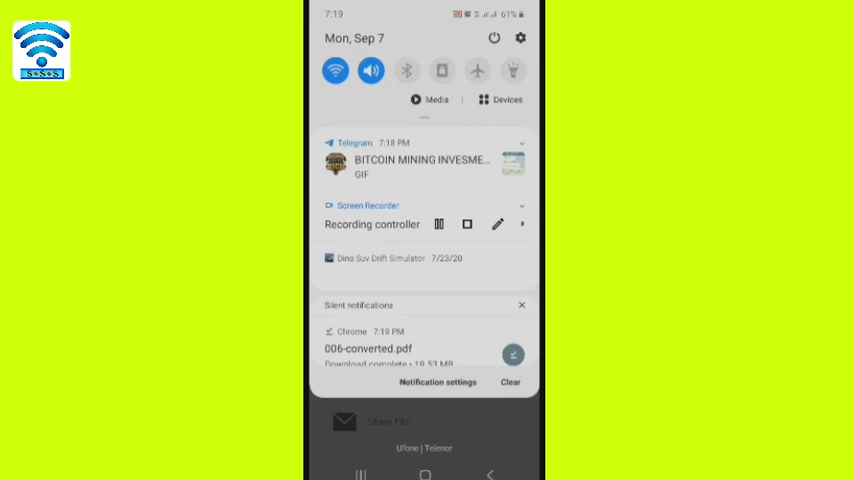 7:19
61%
Mon, Sep 7
Media | Devices
Telegram 7:18 PM
BITCOIN MINING INVESME...
GIF
Screen Recorder
Recording controller
Dino Suv Drift Simulator 7/23/20
Silent notifications
Chrome 7:19 PM
006-converted.pdf
Download complete • 19.53 MB
Notification settings
Clear
Share File
Ufone | Telenor
S•S•S